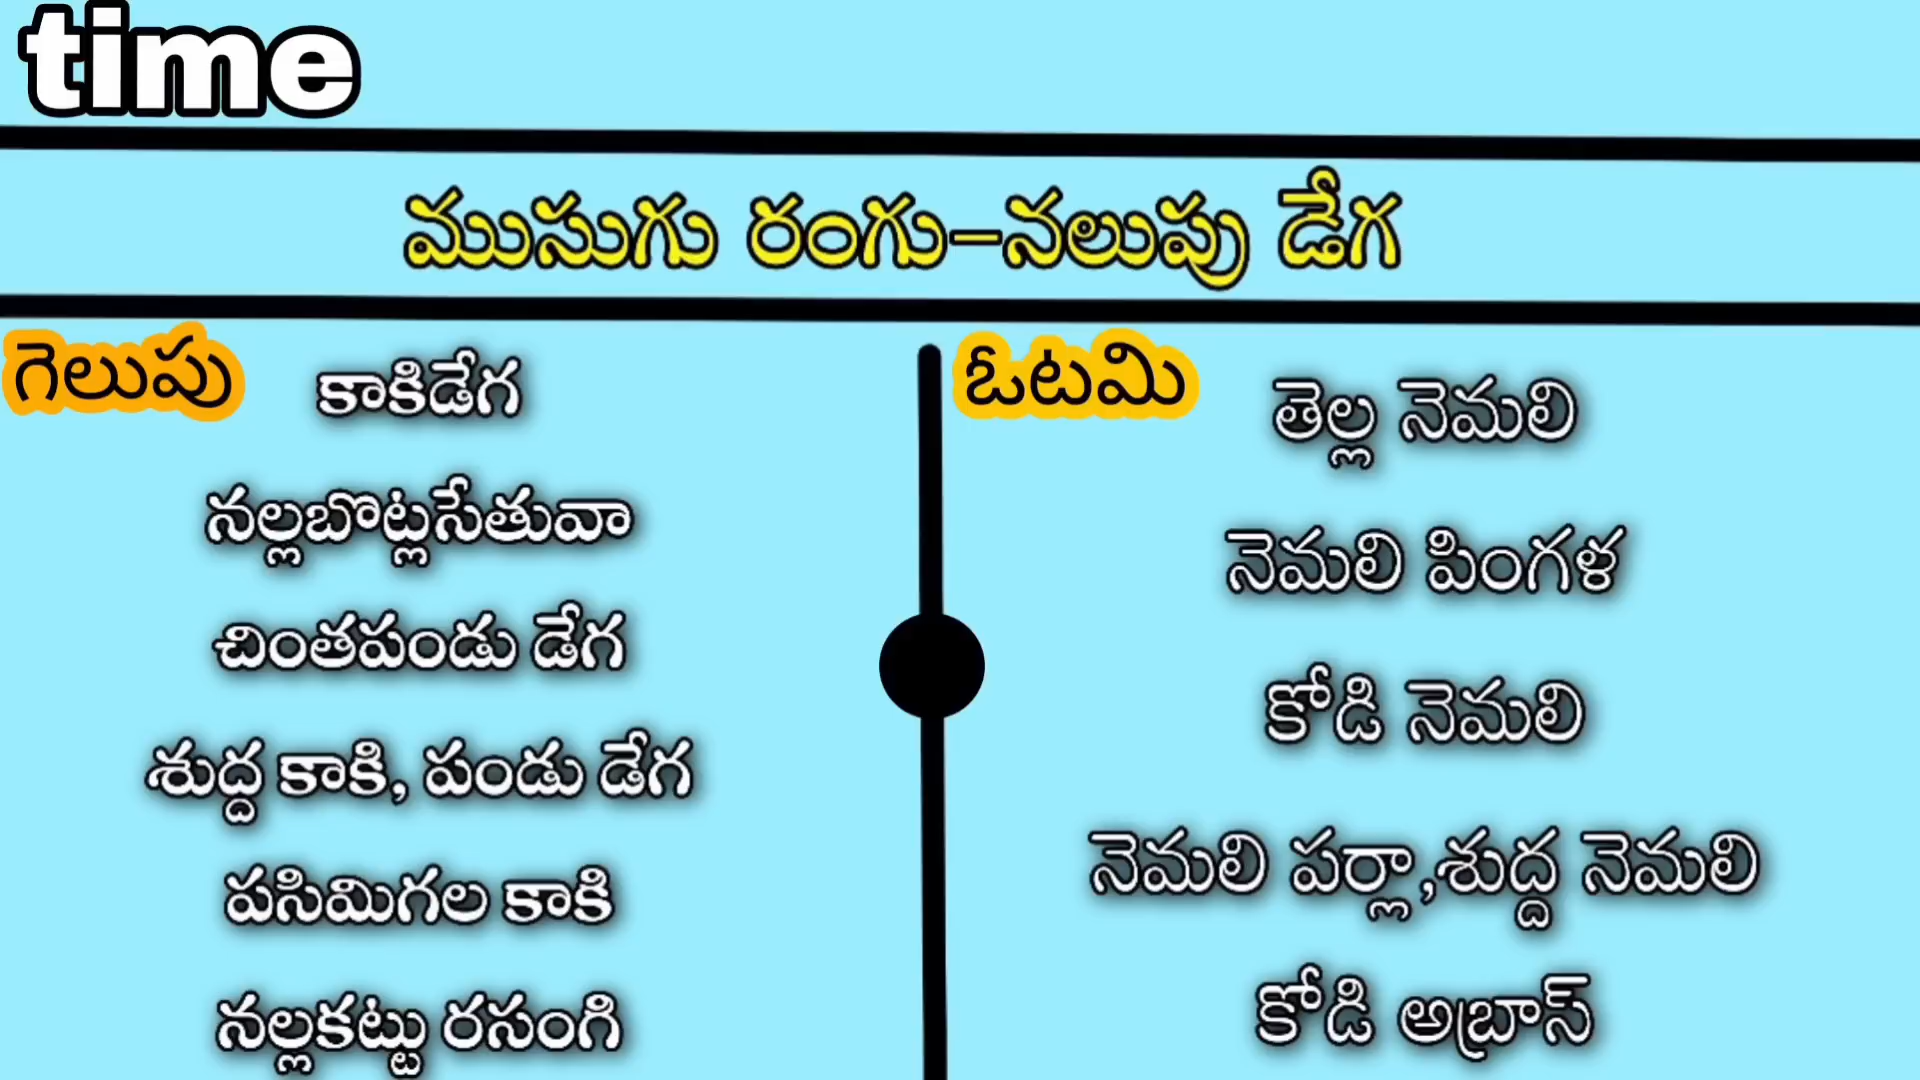 time
ముసుగు రంగు-నలుపు డేగ
గెలుపు
కాకిడేగ
నల్లబొట్లసేతువా
చింతపండు డేగ
శుద్ద కాకి, పండు డేగ
పసిమిగల కాకి
నల్లకట్టు రసంగి
ఓటమి
తెల్ల నెమలి
నెమలి పింగళ
కోడి నెమలి
నెమలి పర్లా,శుద్ద నెమలి
కోడి అబ్రాస్